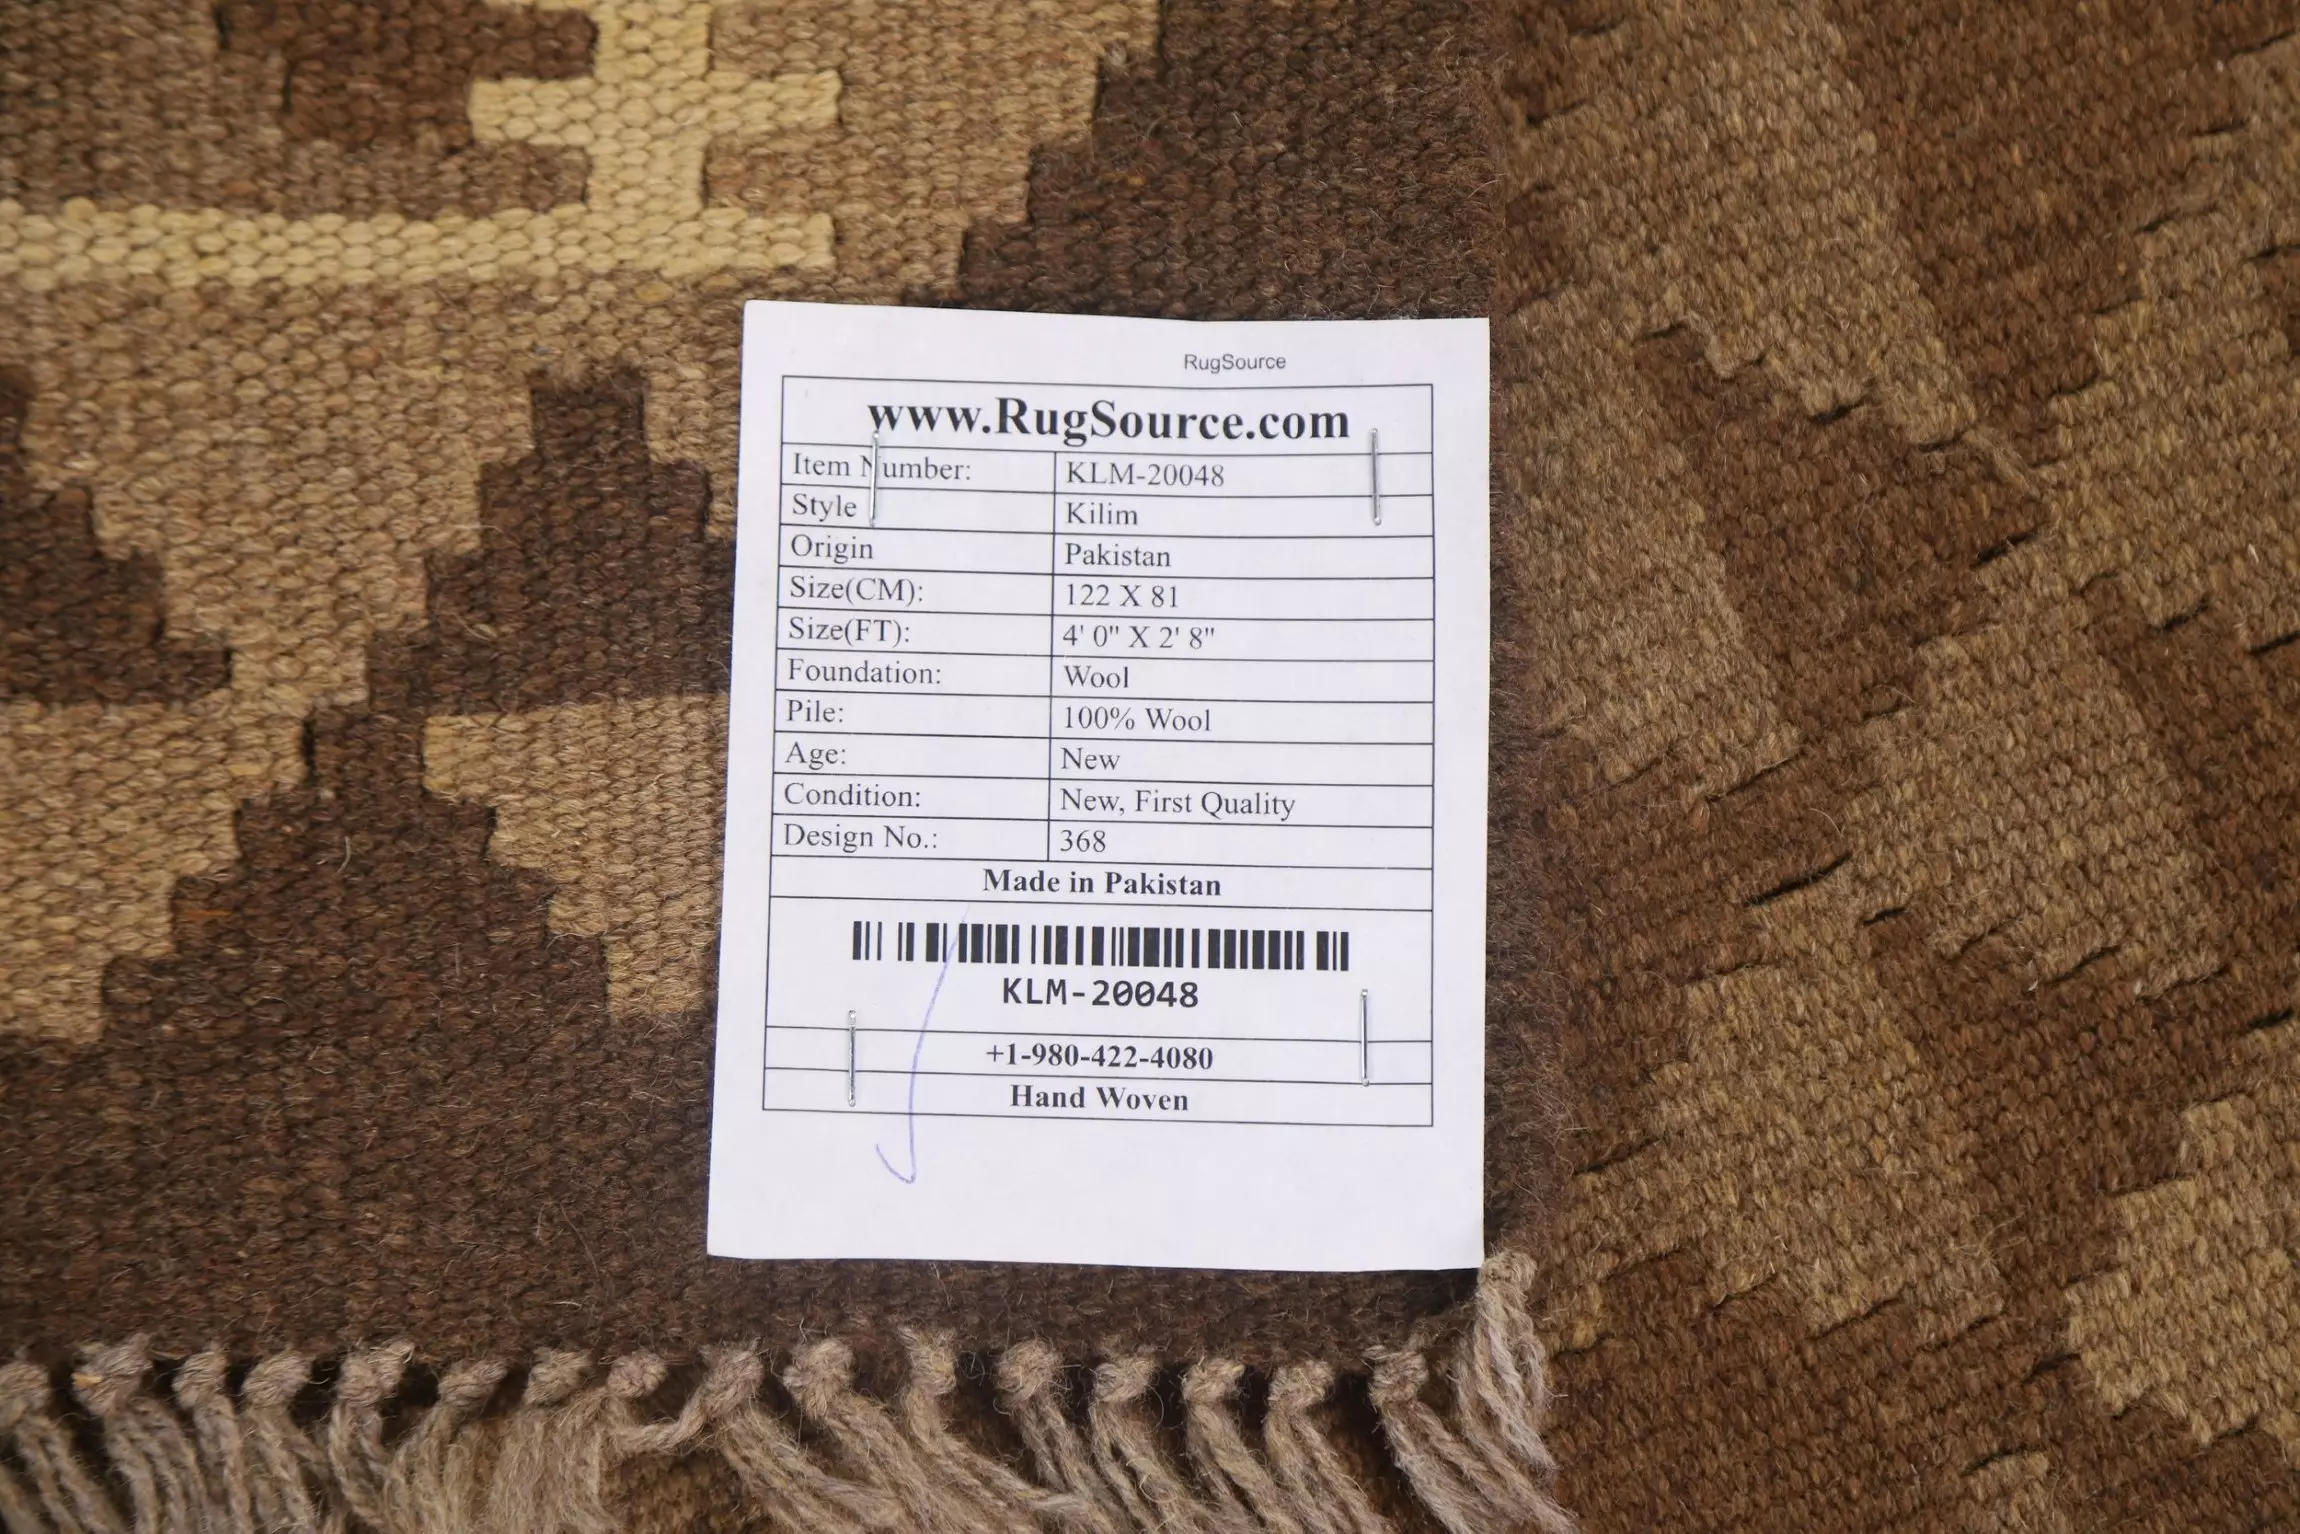 RugSource
www.RugSource.com
Item Number: KLM-20048
Style Kilim
Origin Pakistan
Size(CM): 122 X 81
Size(FT): 4' 0" X 2' 8"
Foundation: Wool
Pile: 100% Wool
Age: New
Condition: New, First Quality
Design No.: 368
Made in Pakistan
KLM-20048
+1-980-422-4080
Hand Woven